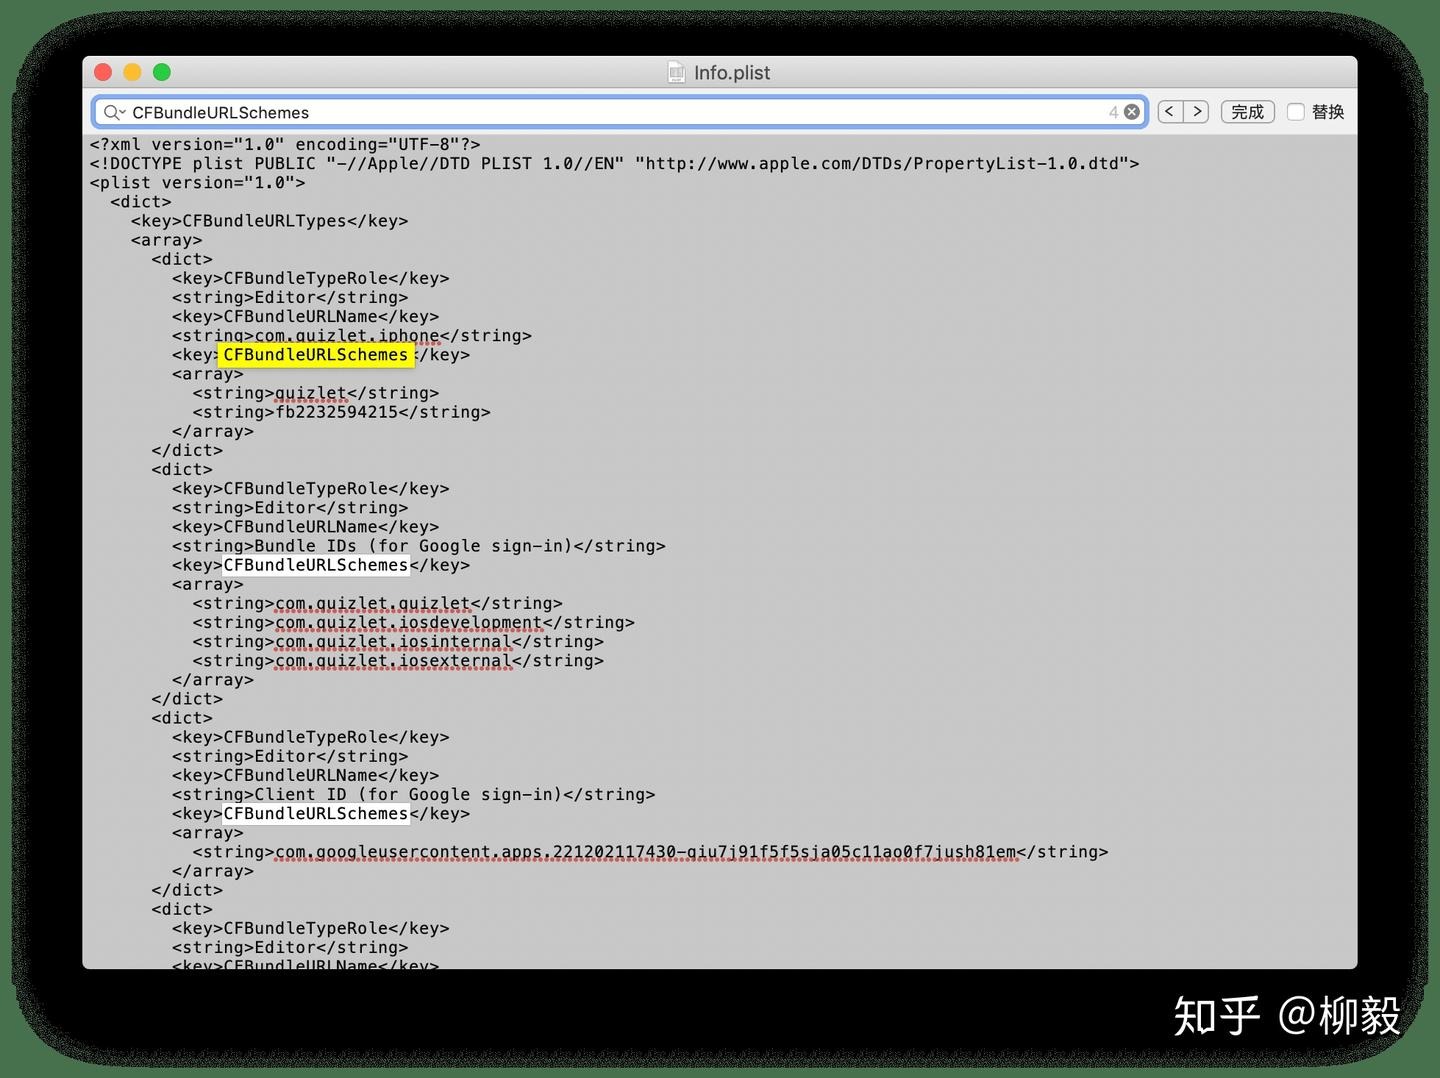 Info.plist
CFBundleURLSchemes 4 < > 完成 替换
<?xml version="1.0" encoding="UTF-8"?>
<!DOCTYPE plist PUBLIC "-//Apple//DTD PLIST 1.0//EN" "http://www.apple.com/DTDs/PropertyList-1.0.dtd">
<plist version="1.0">
<dict>
<key>CFBundleURLTypes</key>
<array>
<dict>
<key>CFBundleTypeRole</key>
<string>Editor</string>
<key>CFBundleURLName</key>
<string>com.quizlet.iphone</string>
<key>CFBundleURLSchemes</key>
<array>
<string>quizlet</string>
<string>fb2232594215</string>
</array>
</dict>
<dict>
<key>CFBundleTypeRole</key>
<string>Editor</string>
<key>CFBundleURLName</key>
<string>Bundle IDs (for Google sign-in)</string>
<key>CFBundleURLSchemes</key>
<array>
<string>com.quizlet.quizlet</string>
<string>com.quizlet.iosdevelopment</string>
<string>com.quizlet.iosinternal</string>
<string>com.quizlet.iosexternal</string>
</array>
</dict>
<dict>
<key>CFBundleTypeRole</key>
<string>Editor</string>
<key>CFBundleURLName</key>
<string>Client ID (for Google sign-in)</string>
<key>CFBundleURLSchemes</key>
<array>
<string>com.googleusercontent.apps.221202117430-giu7j91f5f5sja05c11ao0f7jush81em</string>
</array>
</dict>
<dict>
<key>CFBundleTypeRole</key>
<string>Editor</string>
<key>CFBundleURLName</key>
知乎 @柳毅